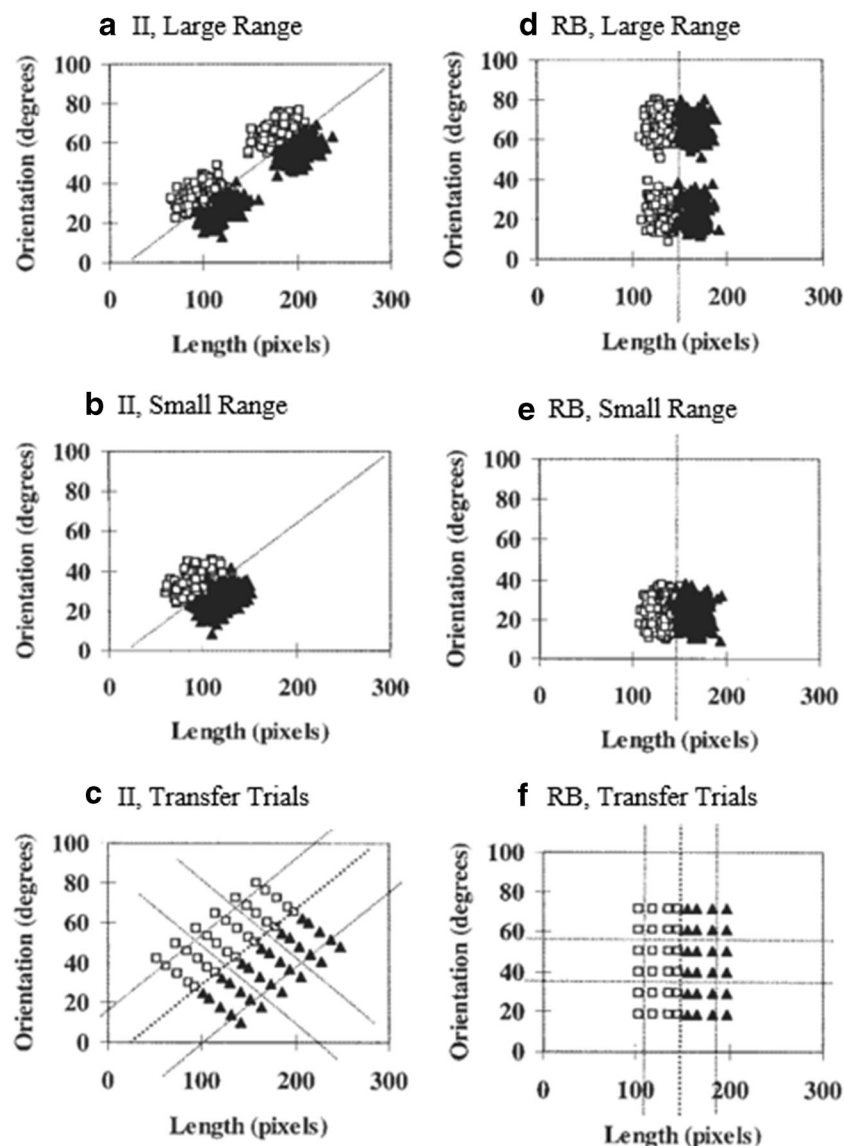 a II, Large Range
100
80
60
40
20
0
0 100 200 300
Orientation (degrees)
Length (pixels)
d RB, Large Range
100
80
60
40
20
0
0 100 200 300
Orientation (degrees)
Length (pixels)
b II, Small Range
100
80
60
40
20
0
0 100 200 300
Orientation (degrees)
Length (pixels)
e RB, Small Range
100
80
60
40
20
0
0 100 200 300
Orientation (degrees)
Length (pixels)
c II, Transfer Trials
100
80
60
40
20
0
0 100 200 300
Orientation (degrees)
Length (pixels)
f RB, Transfer Trials
100
80
60
40
20
0
0 100 200 300
Orientation (degrees)
Length (pixels)